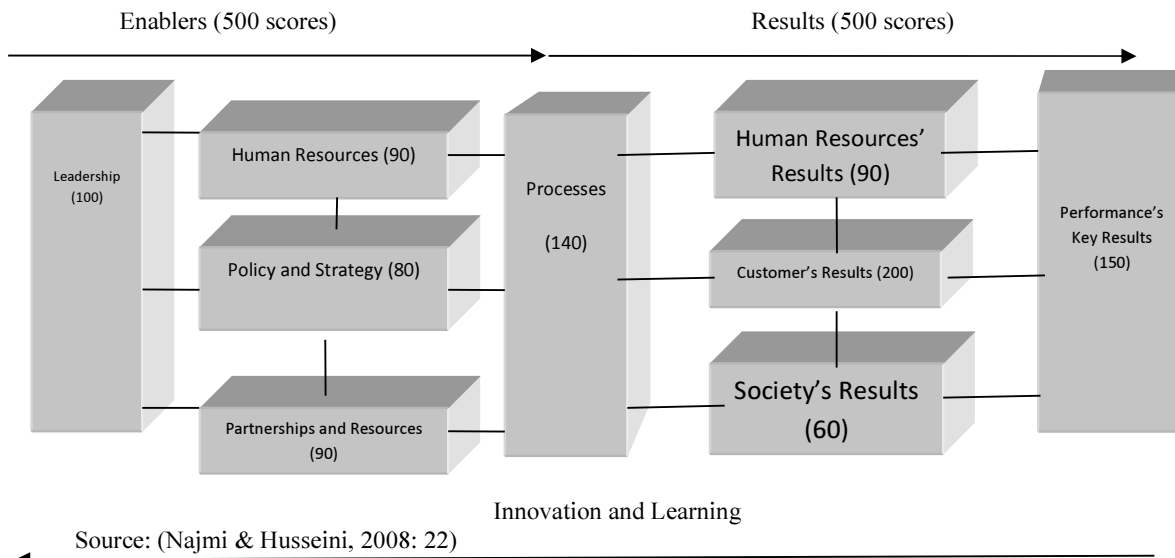 Enablers (500 scores)
Results (500 scores)
Leadership
(100)
Human Resources (90)
Policy and Strategy (80)
Partnerships and Resources
(90)
Processes
(140)
Human Resources’
Results (90)
Customer’s Results (200)
Society’s Results
(60)
Performance’s
Key Results
(150)
Innovation and Learning
Source: (Najmi & Husseini, 2008: 22)